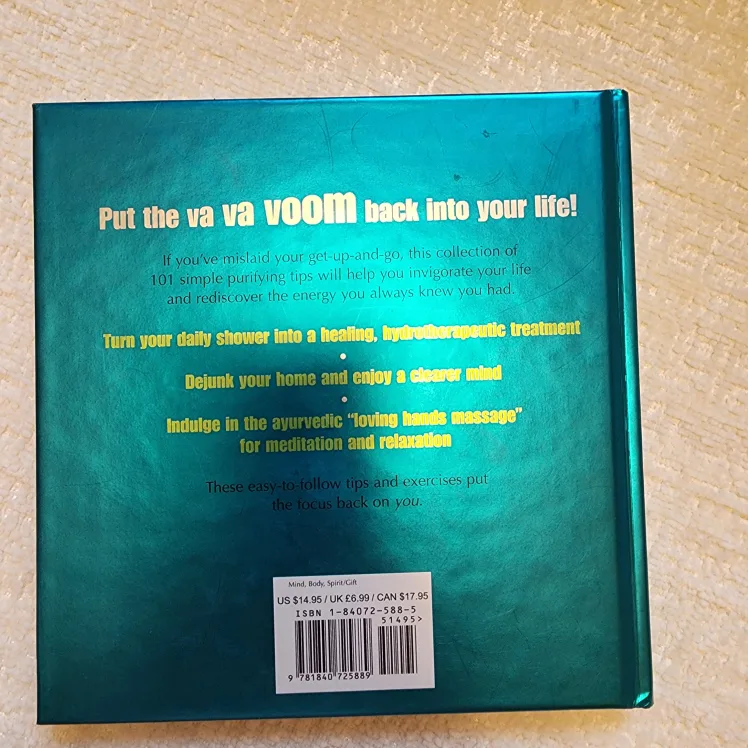 Put the va va voom back into your life!
If you've mislaid your get-up-and-go, this collection of
101 simple purifying tips will help you invigorate your life
and rediscover the energy you always knew you had.
Turn your daily shower into a healing, hydrotherapeutic treatment
•
Dejunk your home and enjoy a clearer mind
•
Indulge in the ayurvedic "loving hands massage"
for meditation and relaxation
These easy-to-follow tips and exercises put
the focus back on you.
Mind, Body, Spirit/Gift
US $14.95 / UK £6.99 / CAN $17.95
ISBN 1-84072-588-5
51495>
9 781840 725889